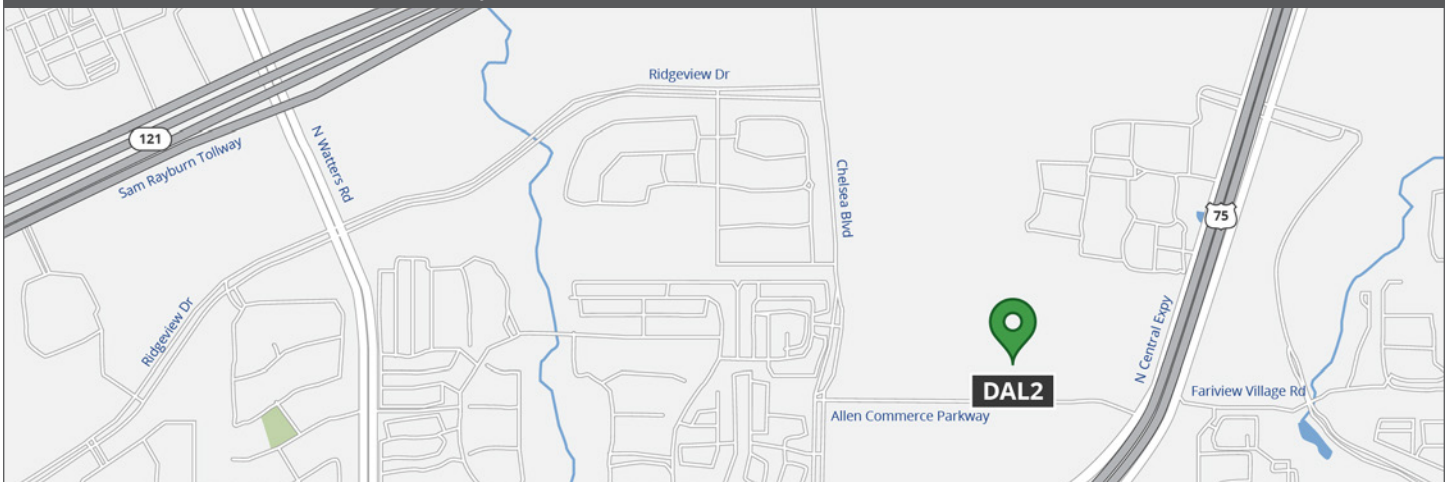 Ridgeview Dr
121
Sam Rayburn Tollway
N Watters Rd
Chelsea Blvd
75
Ridgeview Dr
N Central Expy
DAL2
Fariview Village Rd
Allen Commerce Parkway